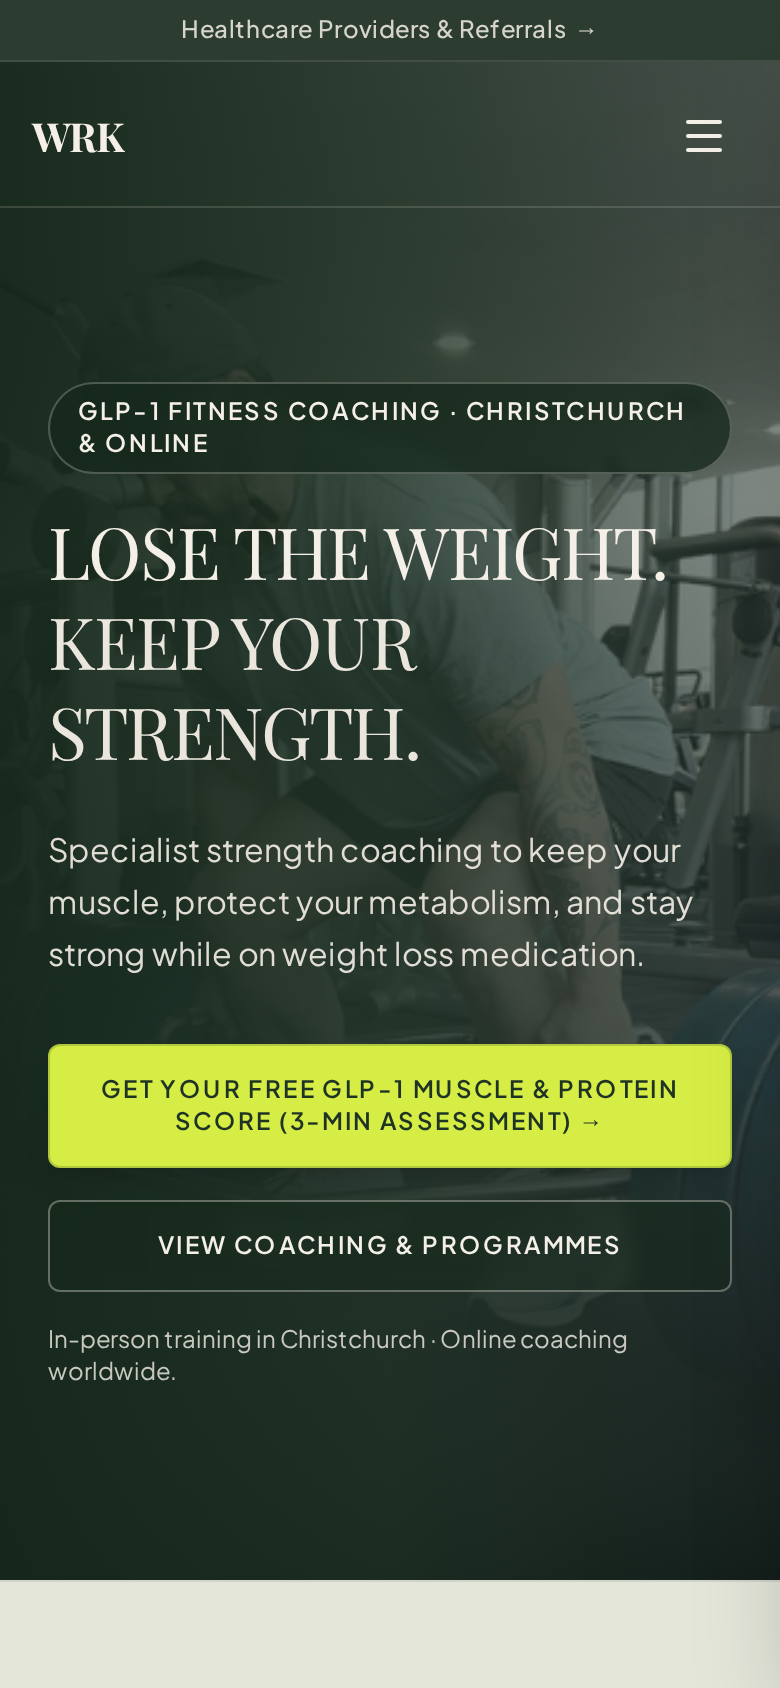 Healthcare Providers & Referrals →
WRK
GLP-1 FITNESS COACHING · CHRISTCHURCH
& ONLINE
LOSE THE WEIGHT.
KEEP YOUR
STRENGTH.
Specialist strength coaching to keep your
muscle, protect your metabolism, and stay
strong while on weight loss medication.
GET YOUR FREE GLP-1 MUSCLE & PROTEIN
SCORE (3-MIN ASSESSMENT) →
VIEW COACHING & PROGRAMMES
In-person training in Christchurch · Online coaching
worldwide.